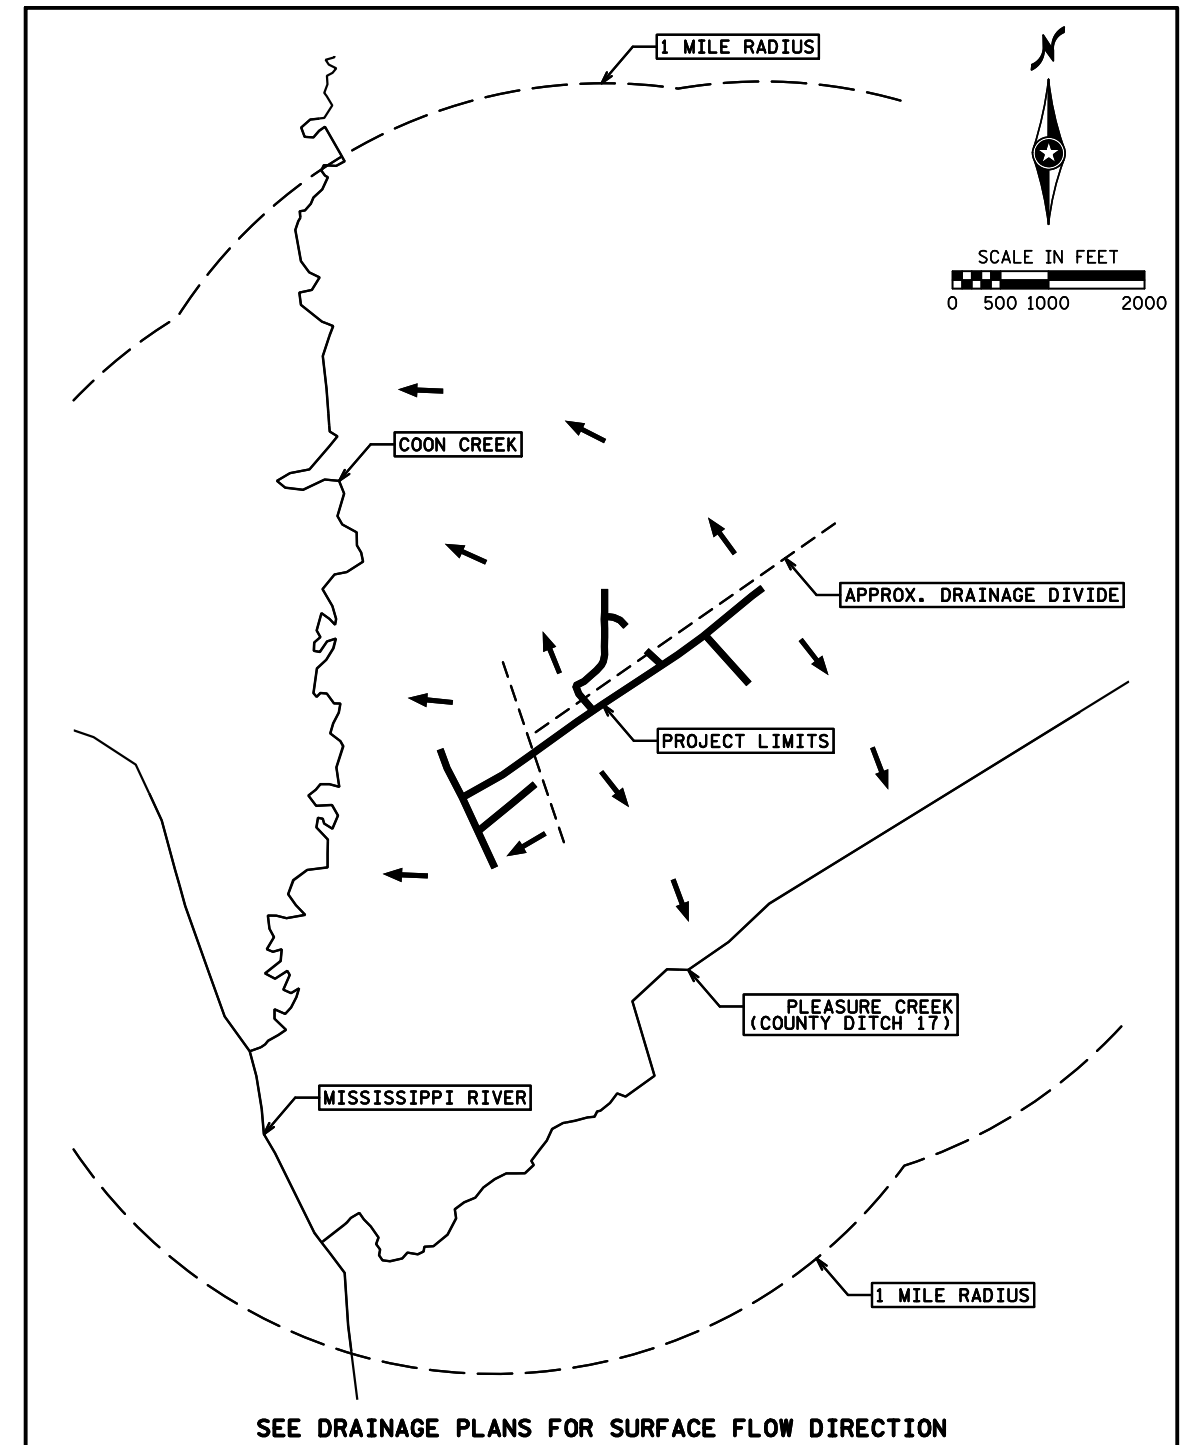 1 MILE RADIUS
N
SCALE IN FEET
0 500 1000 2000
COON CREEK
APPROX. DRAINAGE DIVIDE
PROJECT LIMITS
PLEASURE CREEK
(COUNTY DITCH 17)
MISSISSIPPI RIVER
1 MILE RADIUS
SEE DRAINAGE PLANS FOR SURFACE FLOW DIRECTION